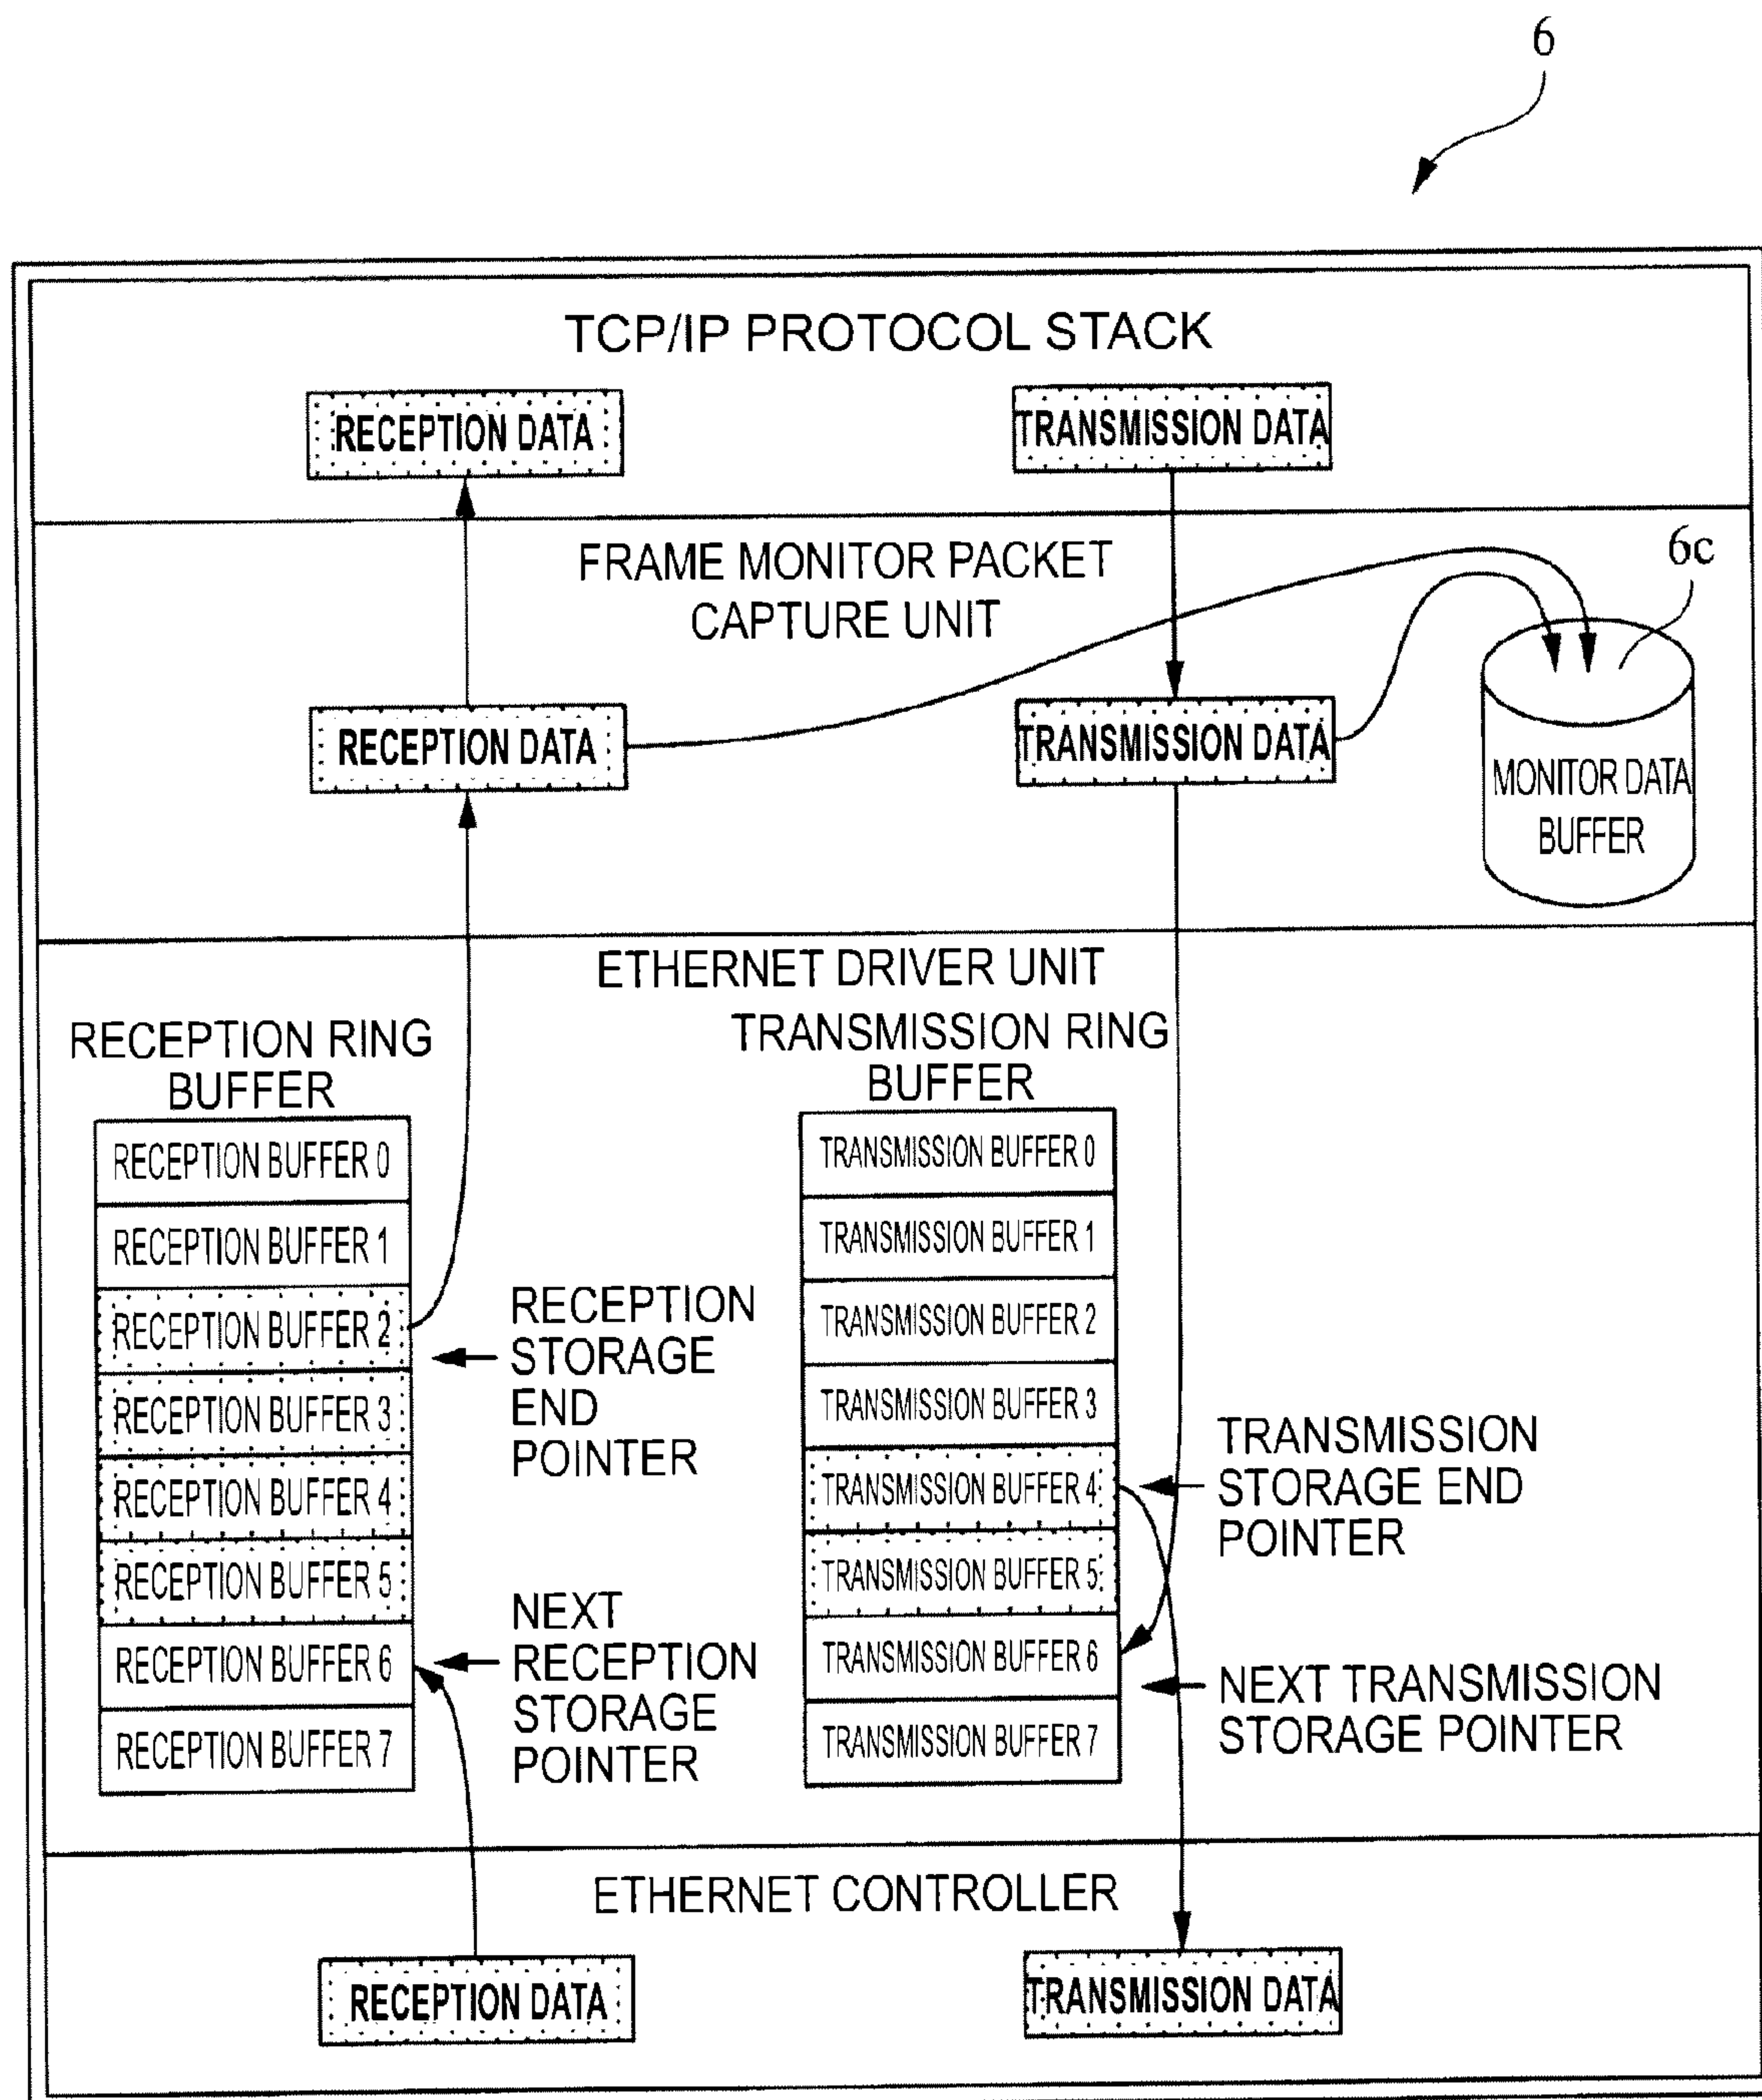 6
TCP/IP PROTOCOL STACK
RECEPTION DATA
TRANSMISSION DATA
FRAME MONITOR PACKET
CAPTURE UNIT
6c
RECEPTION DATA
TRANSMISSION DATA
MONITOR DATA
BUFFER
ETHERNET DRIVER UNIT
RECEPTION RING
BUFFER
RECEPTION BUFFER 0
RECEPTION BUFFER 1
RECEPTION BUFFER 2
RECEPTION BUFFER 3
RECEPTION BUFFER 4
RECEPTION BUFFER 5
RECEPTION BUFFER 6
RECEPTION BUFFER 7
RECEPTION
STORAGE
END
POINTER
NEXT
RECEPTION
STORAGE
POINTER
TRANSMISSION RING
BUFFER
TRANSMISSION BUFFER 0
TRANSMISSION BUFFER 1
TRANSMISSION BUFFER 2
TRANSMISSION BUFFER 3
TRANSMISSION BUFFER 4
TRANSMISSION BUFFER 5
TRANSMISSION BUFFER 6
TRANSMISSION BUFFER 7
TRANSMISSION
STORAGE END
POINTER
NEXT TRANSMISSION
STORAGE POINTER
ETHERNET CONTROLLER
RECEPTION DATA
TRANSMISSION DATA